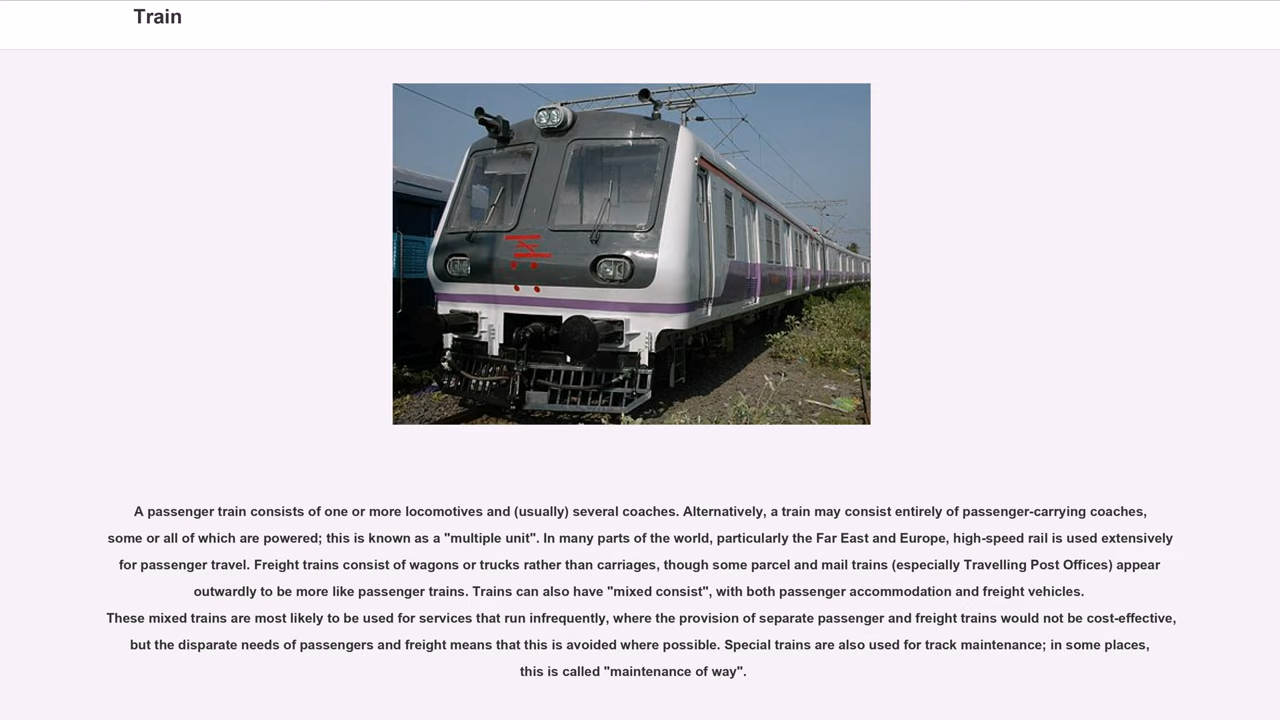 Train
A passenger train consists of one or more locomotives and (usually) several coaches. Alternatively, a train may consist entirely of passenger-carrying coaches,
some or all of which are powered; this is known as a "multiple unit". In many parts of the world, particularly the Far East and Europe, high-speed rail is used extensively
for passenger travel. Freight trains consist of wagons or trucks rather than carriages, though some parcel and mail trains (especially Travelling Post Offices) appear
outwardly to be more like passenger trains. Trains can also have "mixed consist", with both passenger accommodation and freight vehicles.
These mixed trains are most likely to be used for services that run infrequently, where the provision of separate passenger and freight trains would not be cost-effective,
but the disparate needs of passengers and freight means that this is avoided where possible. Special trains are also used for track maintenance; in some places,
this is called "maintenance of way".